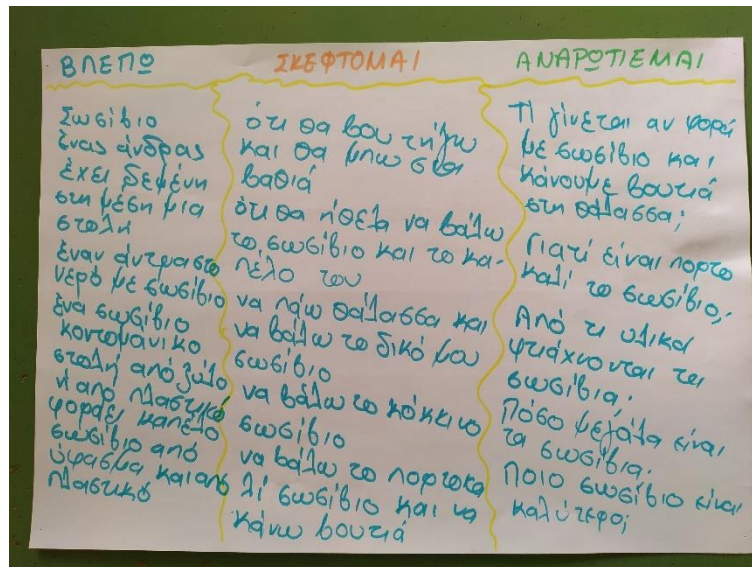 ΒΛΕΠΩ
Σωσίβιο
ένας άνδρας
έχει δεμένη
στη μέση μια
στολή
έναν άντρα στο
νερό με σωσίβιο
ένα σωσίβιο
κοντομάνικο
στολή από ξύλο
ή από πλαστικό
φοράει καπέλο
σωσίβιο από
ύφασμα και από
πλαστικό
ΣΚΕΦΤΟΜΑΙ
ότι θα βουτήξω
και θα μπω στα
βαθιά
ότι θα ήθελα να βάλω
το σωσίβιο και το κα-
πέλο του
να πάω θάλασσα και
να βάλω το δικό μου
σωσίβιο
να βάλω το κόκκινο
σωσίβιο
να βάλω το πορτοκα
λί σωσίβιο και να
κάνω βουτιά
ΑΝΑΡΩΤΙΕΜΑΙ
Τι γίνεται αν φορά
με σωσίβιο και
κάνουμε βουτιά
στη θάλασσα;
Γιατί είναι πορτο
καλί το σωσίβιο;
Από τι υλικά
φτιάχνονται τα
σωσίβια;
Πόσο μεγάλα είναι
τα σωσίβια.
Ποιο σωσίβιο είναι
καλύτερο;